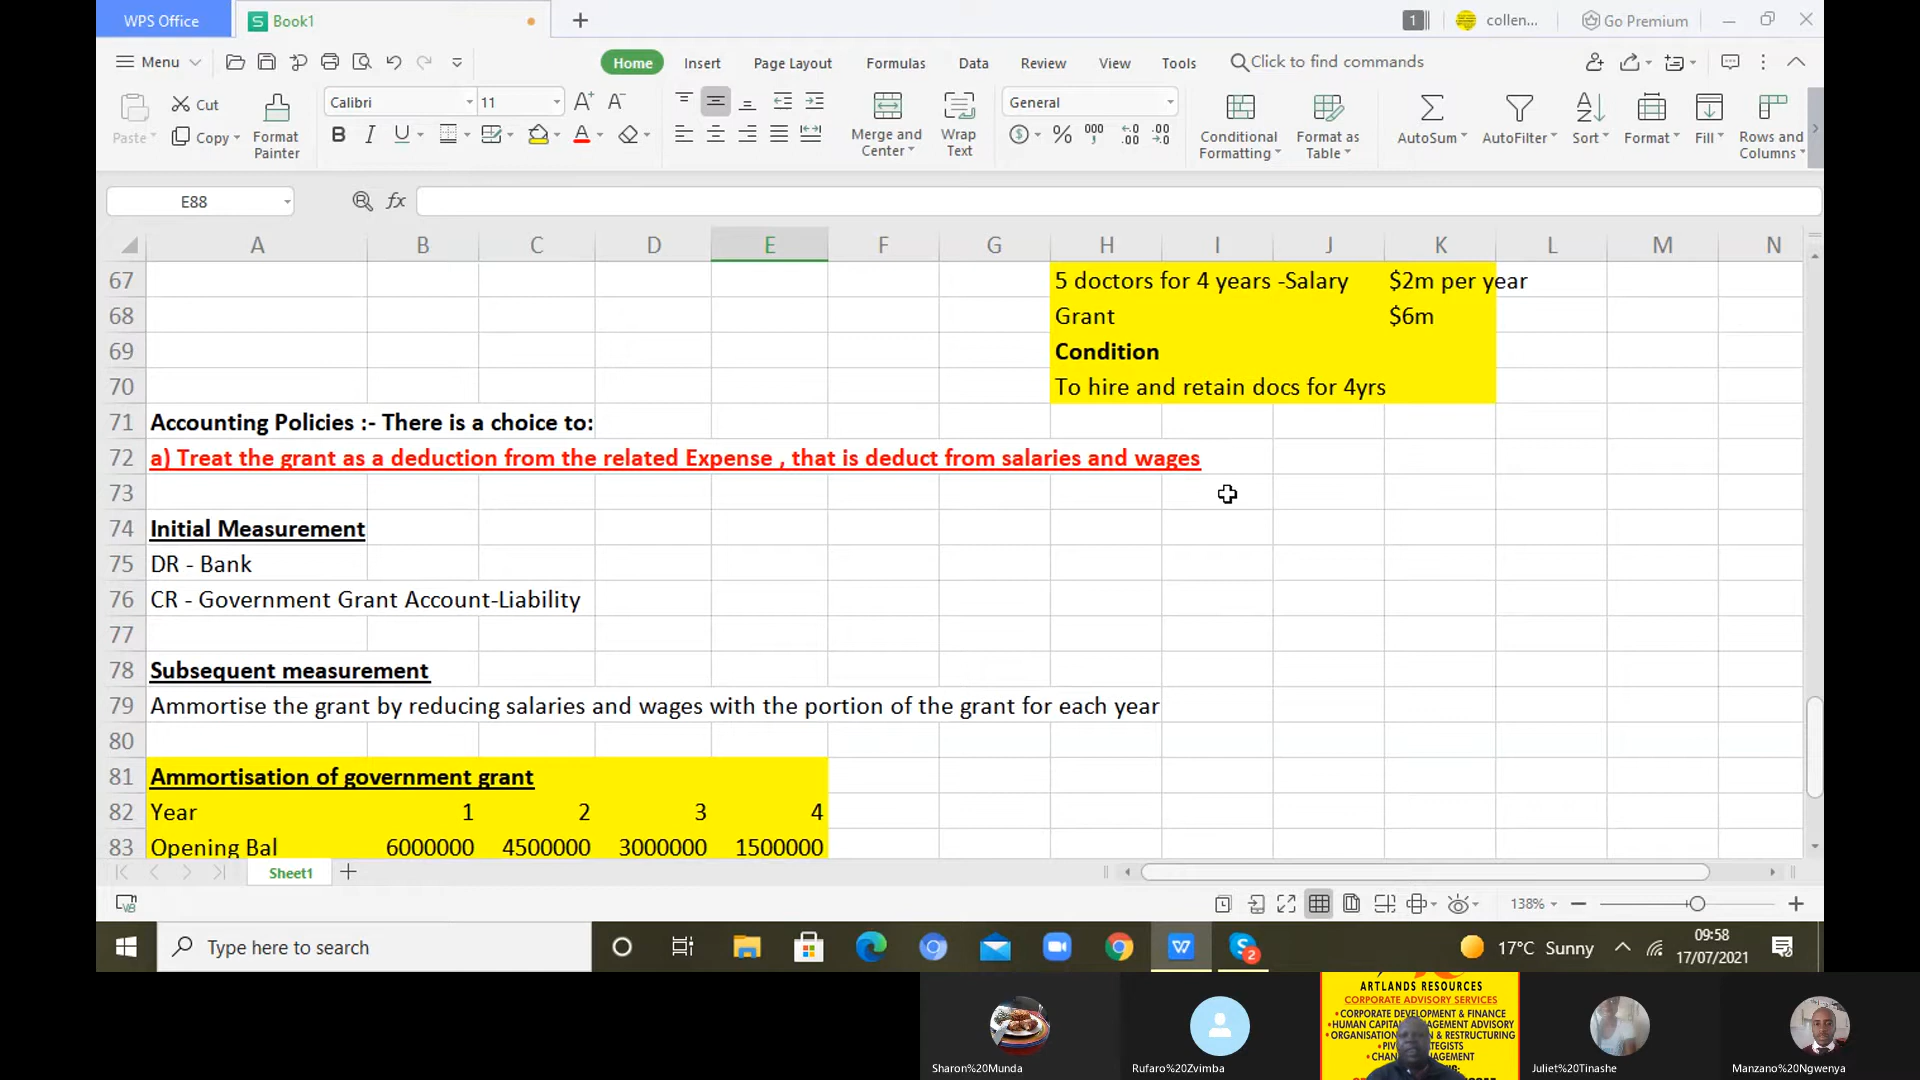 WPS Office
S Book1
1
collen...
Go Premium
Menu
Home
Insert
Page Layout
Formulas
Data
Review
View
Tools
Click to find commands
Paste
Cut
Copy
Format
Painter
Calibri
11
Merge and
Center
Wrap
Text
General
Conditional
Formatting
Format as
Table
AutoSum
AutoFilter
Sort
Format
Fill
Rows and
Columns
E88
fx
A B C D E F G H I J K L M N
67 5 doctors for 4 years -Salary $2m per year
68 Grant $6m
69 Condition
70 To hire and retain docs for 4yrs
71 Accounting Policies :- There is a choice to:
72 a) Treat the grant as a deduction from the related Expense , that is deduct from salaries and wages
73
74 Initial Measurement
75 DR - Bank
76 CR - Government Grant Account-Liability
77
78 Subsequent measurement
79 Ammortise the grant by reducing salaries and wages with the portion of the grant for each year
80
81 Ammortisation of government grant
82 Year 1 2 3 4
83 Opening Bal 6000000 4500000 3000000 1500000
Sheet1
138%
Type here to search
2
17°C Sunny
09:58
17/07/2021
ARTLANDS RESOURCES
CORPORATE ADVISORY SERVICES
• CORPORATE DEVELOPMENT & FINANCE
Sharon%20Munda
Rufaro%20Zvimba
Juliet%20Tinashe
Manzano%20Ngwenya